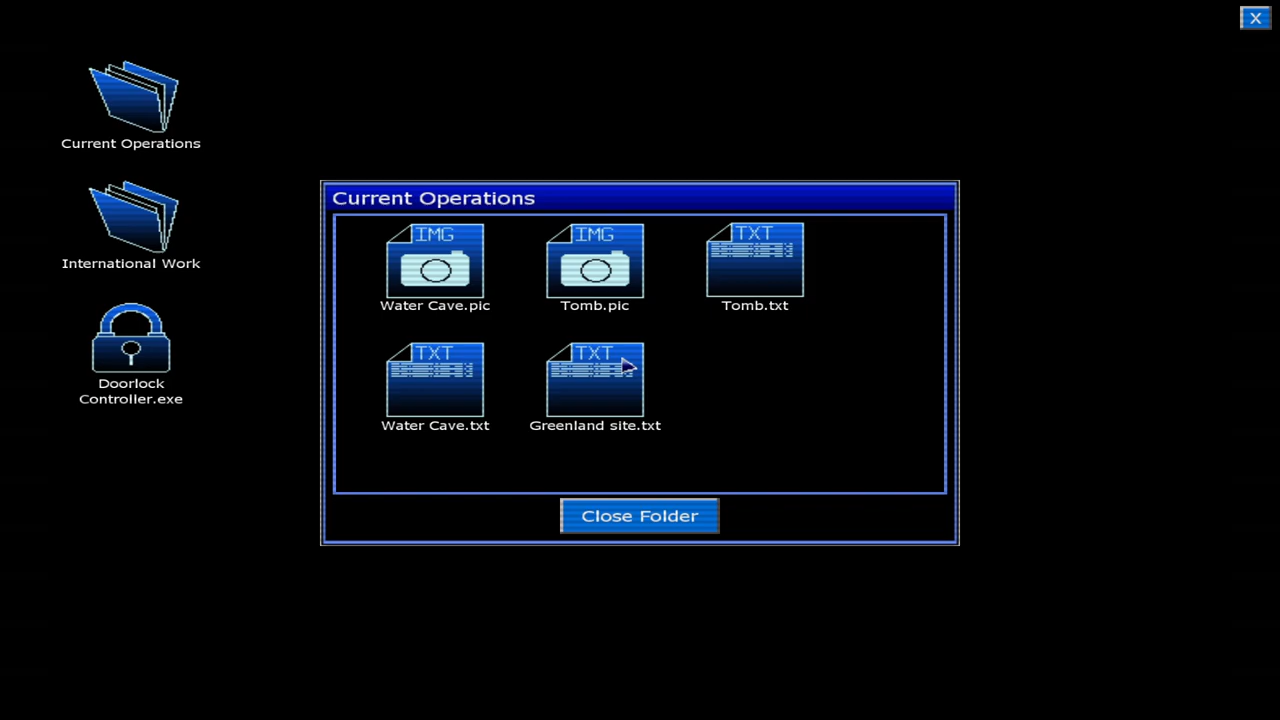 X
Current Operations
International Work
Doorlock
Controller.exe
Current Operations
IMG
Water Cave.pic
IMG
Tomb.pic
TXT
Tomb.txt
TXT
Water Cave.txt
TXT
Greenland site.txt
Close Folder